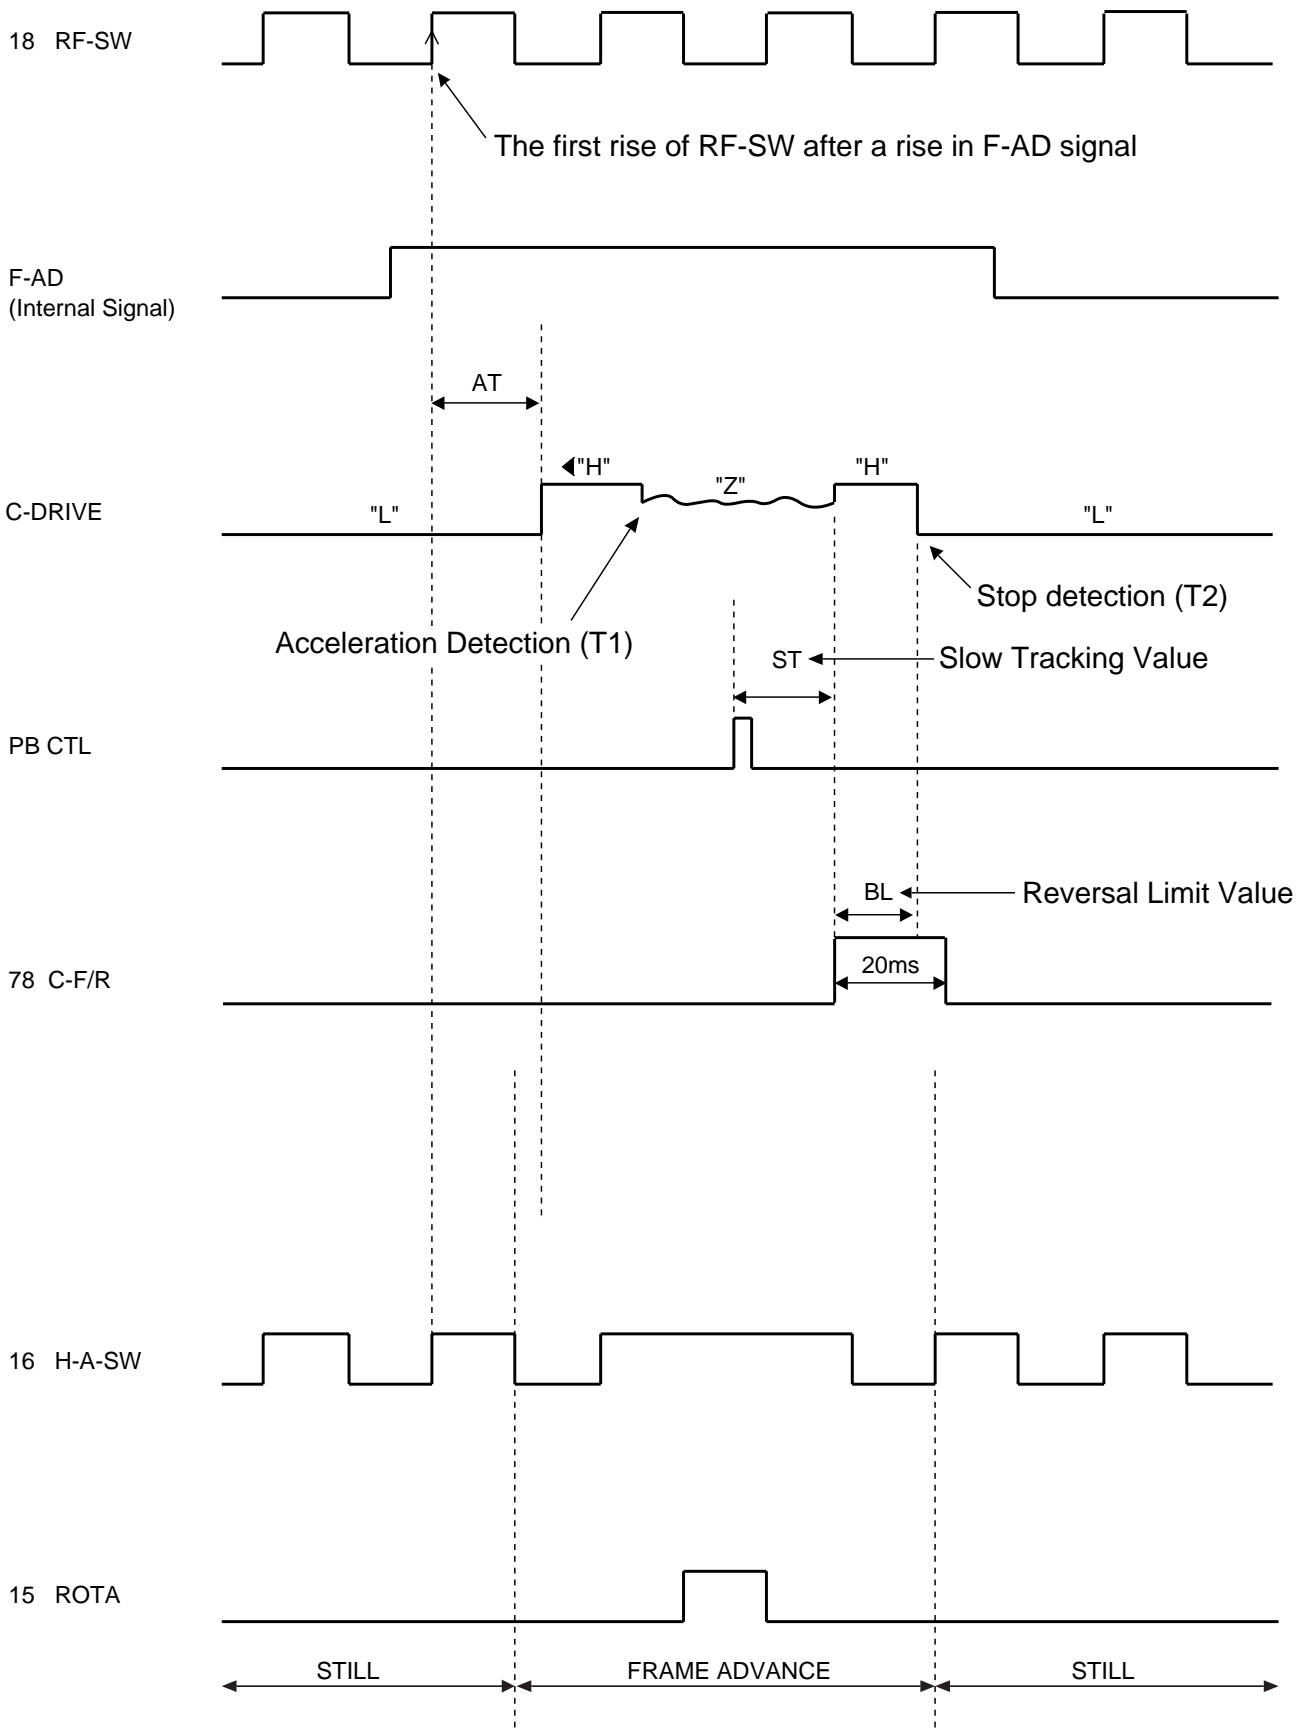 18 RF-SW
The first rise of RF-SW after a rise in F-AD signal
F-AD
(Internal Signal)
AT
"H"
"Z"
"H"
C-DRIVE
"L"
"L"
Stop detection (T2)
Acceleration Detection (T1)
ST
Slow Tracking Value
PB CTL
BL
Reversal Limit Value
20ms
78 C-F/R
16 H-A-SW
15 ROTA
STILL
FRAME ADVANCE
STILL